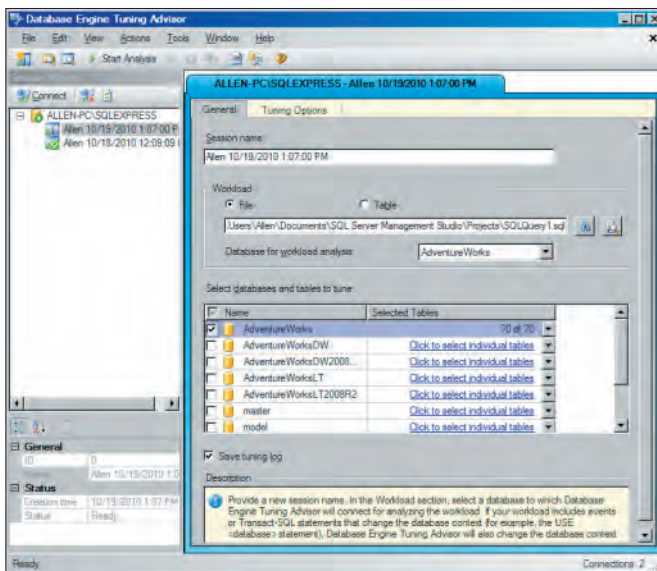 Database Engine Tuning Advisor
File Edit View Actions Tools Window Help
Start Analysis
Connect
ALLEN-PC\SQLEXPRESS
Allen 10/19/2010 1:07:00 P
Allen 10/18/2010 12:09:09
ALLEN-PC\SQLEXPRESS - Allen 10/19/2010 1:07:00 PM
General Tuning Options
Session name:
Allen 10/19/2010 1:07:00 PM
Workload
File Table
\Users\Allen\Documents\SQL Server Management Studio\Projects\SQLQuery1.sql
Database for workload analysis: AdventureWorks
Select databases and tables to tune:
Name Selected Tables
AdventureWorks 70 of 70
AdventureWorksDW Click to select individual tables
AdventureWorksDW2008... Click to select individual tables
AdventureWorksLT Click to select individual tables
AdventureWorksLT2008R2 Click to select individual tables
master Click to select individual tables
model Click to select individual tables
Save tuning log
Description
Provide a new session name. In the Workload section, select a database to which Database
Engine Tuning Advisor will connect for analyzing the workload. If your workload includes events
or Transact-SQL statements that change the database context (for example, the USE
<database> statement), Database Engine Tuning Advisor will also change the database context
General
ID 0
Allen 10/19/2010 1:0
Status
Creation time 10/19/2010 1:07 PM
Status Ready
Ready
Connections: 2